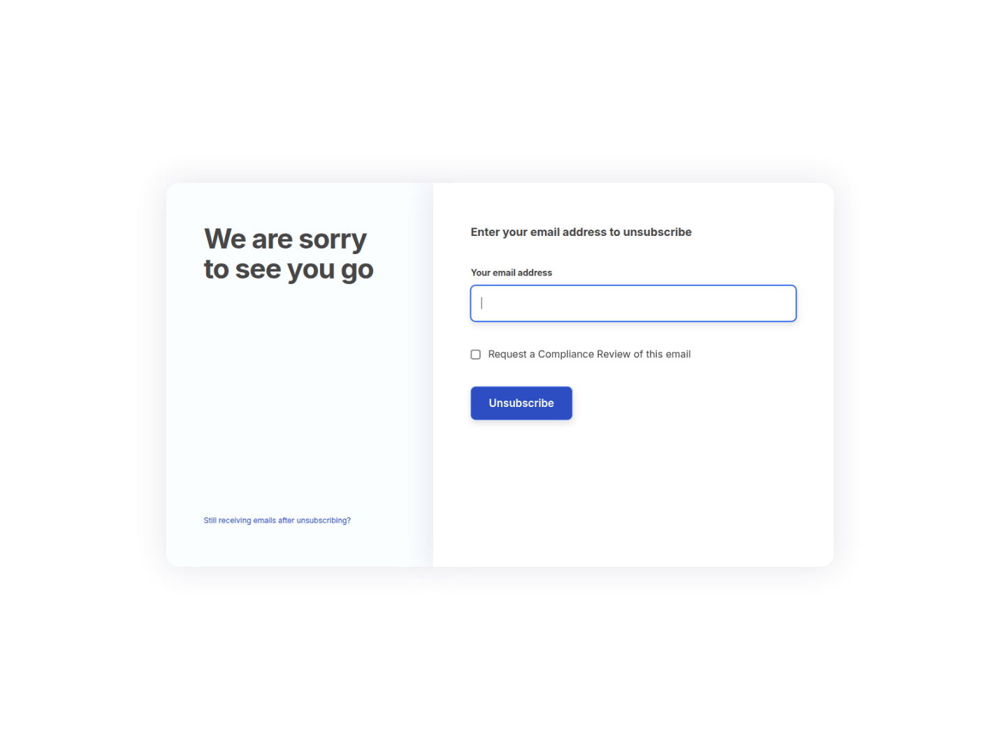 We are sorry
to see you go
Still receiving emails after unsubscribing?
Enter your email address to unsubscribe
Your email address
Request a Compliance Review of this email
Unsubscribe